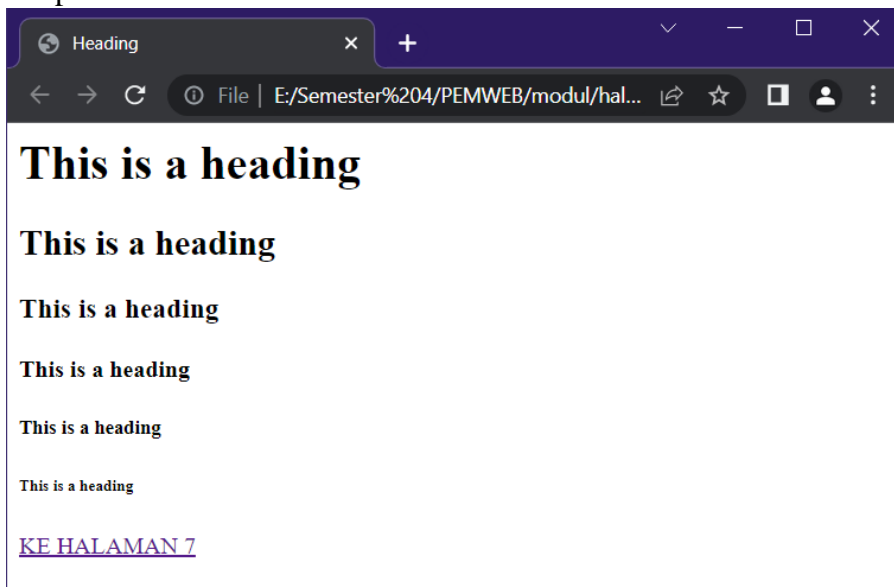 Heading
File | E:/Semester%204/PEMWEB/modul/hal...
This is a heading
This is a heading
This is a heading
This is a heading
This is a heading
This is a heading
KE HALAMAN 7